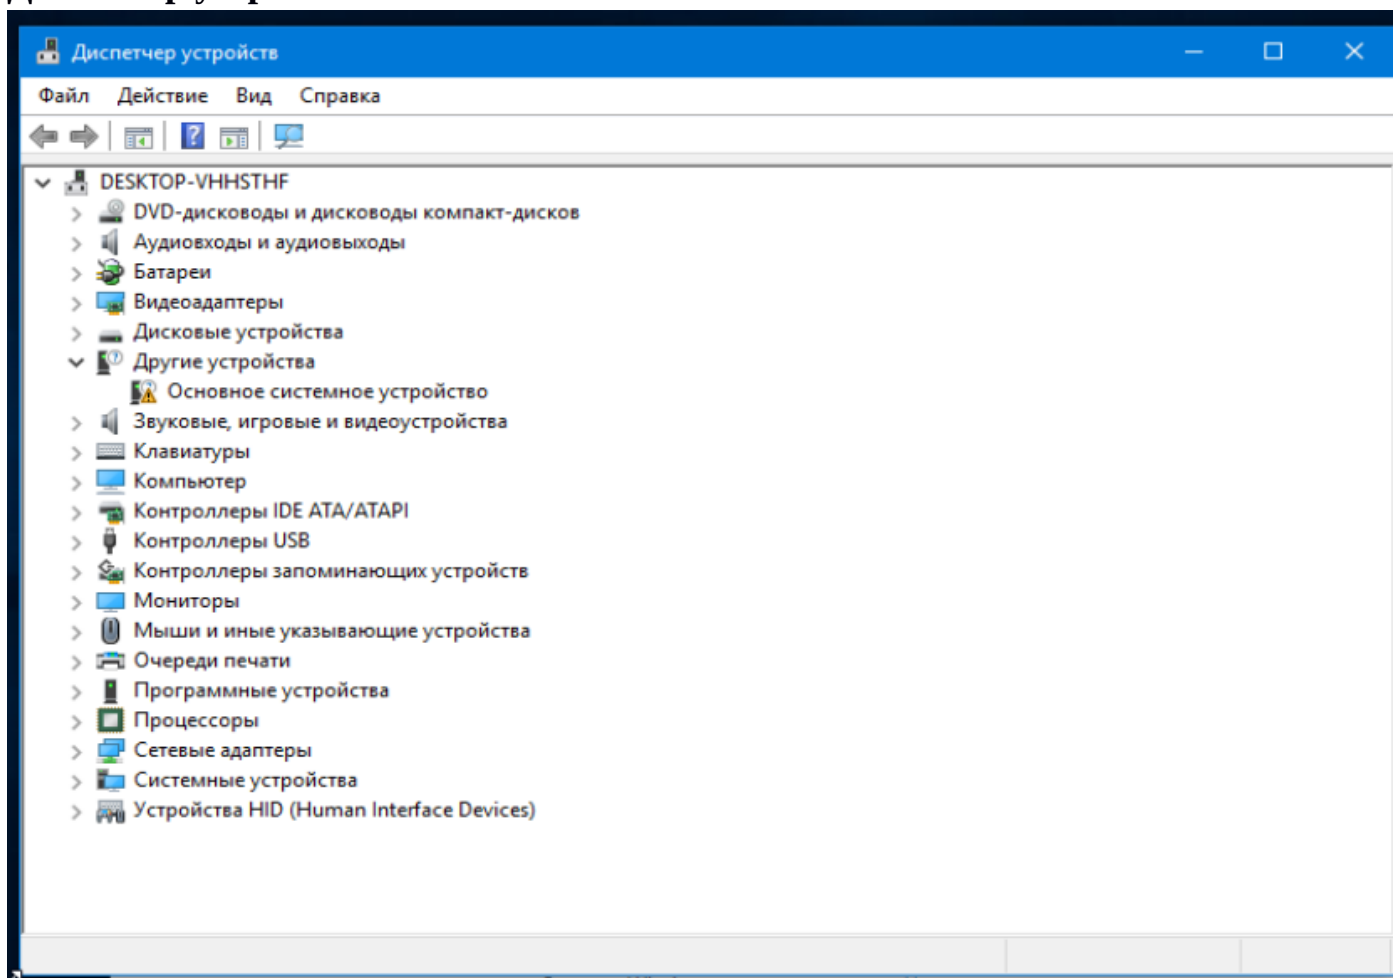 Диспетчер устройств
Файл Действие Вид Справка
DESKTOP-VHHSTHF
DVD-дисководы и дисководы компакт-дисков
Аудиовходы и аудиовыходы
Батареи
Видеоадаптеры
Дисковые устройства
Другие устройства
Основное системное устройство
Звуковые, игровые и видеоустройства
Клавиатуры
Компьютер
Контроллеры IDE ATA/ATAPI
Контроллеры USB
Контроллеры запоминающих устройств
Мониторы
Мыши и иные указывающие устройства
Очереди печати
Программные устройства
Процессоры
Сетевые адаптеры
Системные устройства
Устройства HID (Human Interface Devices)